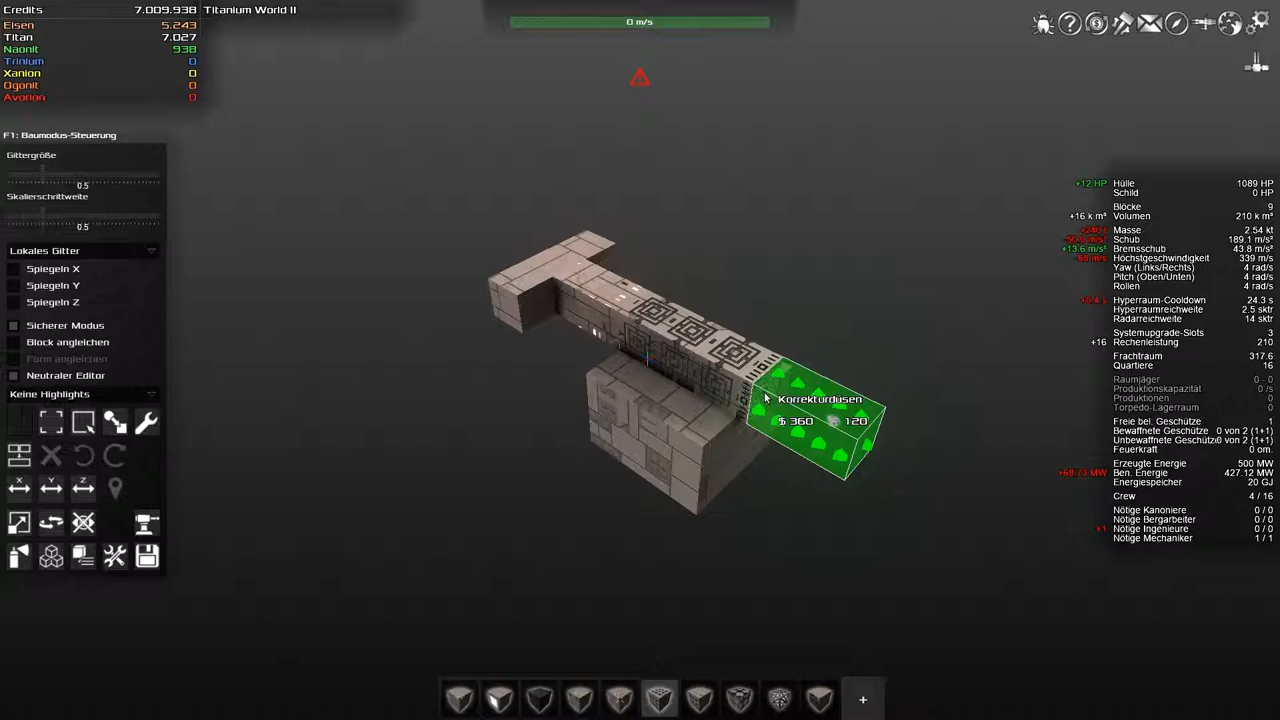 Credits 7.009.938 Titanium World II
Eisen 5.243
Titan 7.027
Naonit 938
Trinium 0
Xanion 0
Ogonit 0
Avorion 0
0 m/s
F1: Baumodus-Steuerung
Gittergröße
0.5
Skalierschrittweite
0.5
Lokales Gitter
Spiegeln X
Spiegeln Y
Spiegeln Z
Sicherer Modus
Block angleichen
Form angleichen
Neutraler Editor
Keine Highlights
X Y Z
Korrekturdüsen
$ 360 120
+12 HP Hülle 1089 HP
Schild 0 HP
Blöcke 9
+16 k m³ Volumen 210 k m³
+240 t Masse 2.54 kt
Schub 189.1 m/s²
+13.6 m/s² Bremsschub 43.8 m/s²
-68 m/s Höchstgeschwindigkeit 339 m/s
Yaw (Links/Rechts) 4 rad/s
Pitch (Oben/Unten) 4 rad/s
Rollen 4 rad/s
+0.4 s Hyperraum-Cooldown 24.3 s
Hyperraumreichweite 2.5 sktr
Radarreichweite 14 sktr
Systemupgrade-Slots 3
+16 Rechenleistung 210
Frachtraum 317.6
Quartiere 16
Raumjäger 0 - 0
Produktionskapazität 0 /s
Produktionen 0
Torpedo-Lagerraum 0
Freie bel. Geschütze 1
Bewaffnete Geschütze 0 von 2 (1+1)
Unbewaffnete Geschütze 0 von 2 (1+1)
Feuerkraft 0 om.
Erzeugte Energie 500 MW
+68.73 MW Ben. Energie 427.12 MW
Energiespeicher 20 GJ
Crew 4 / 16
Nötige Kanoniere 0 / 0
Nötige Bergarbeiter 0 / 0
+1 Nötige Ingenieure 0 / 0
Nötige Mechaniker 1 / 1
+